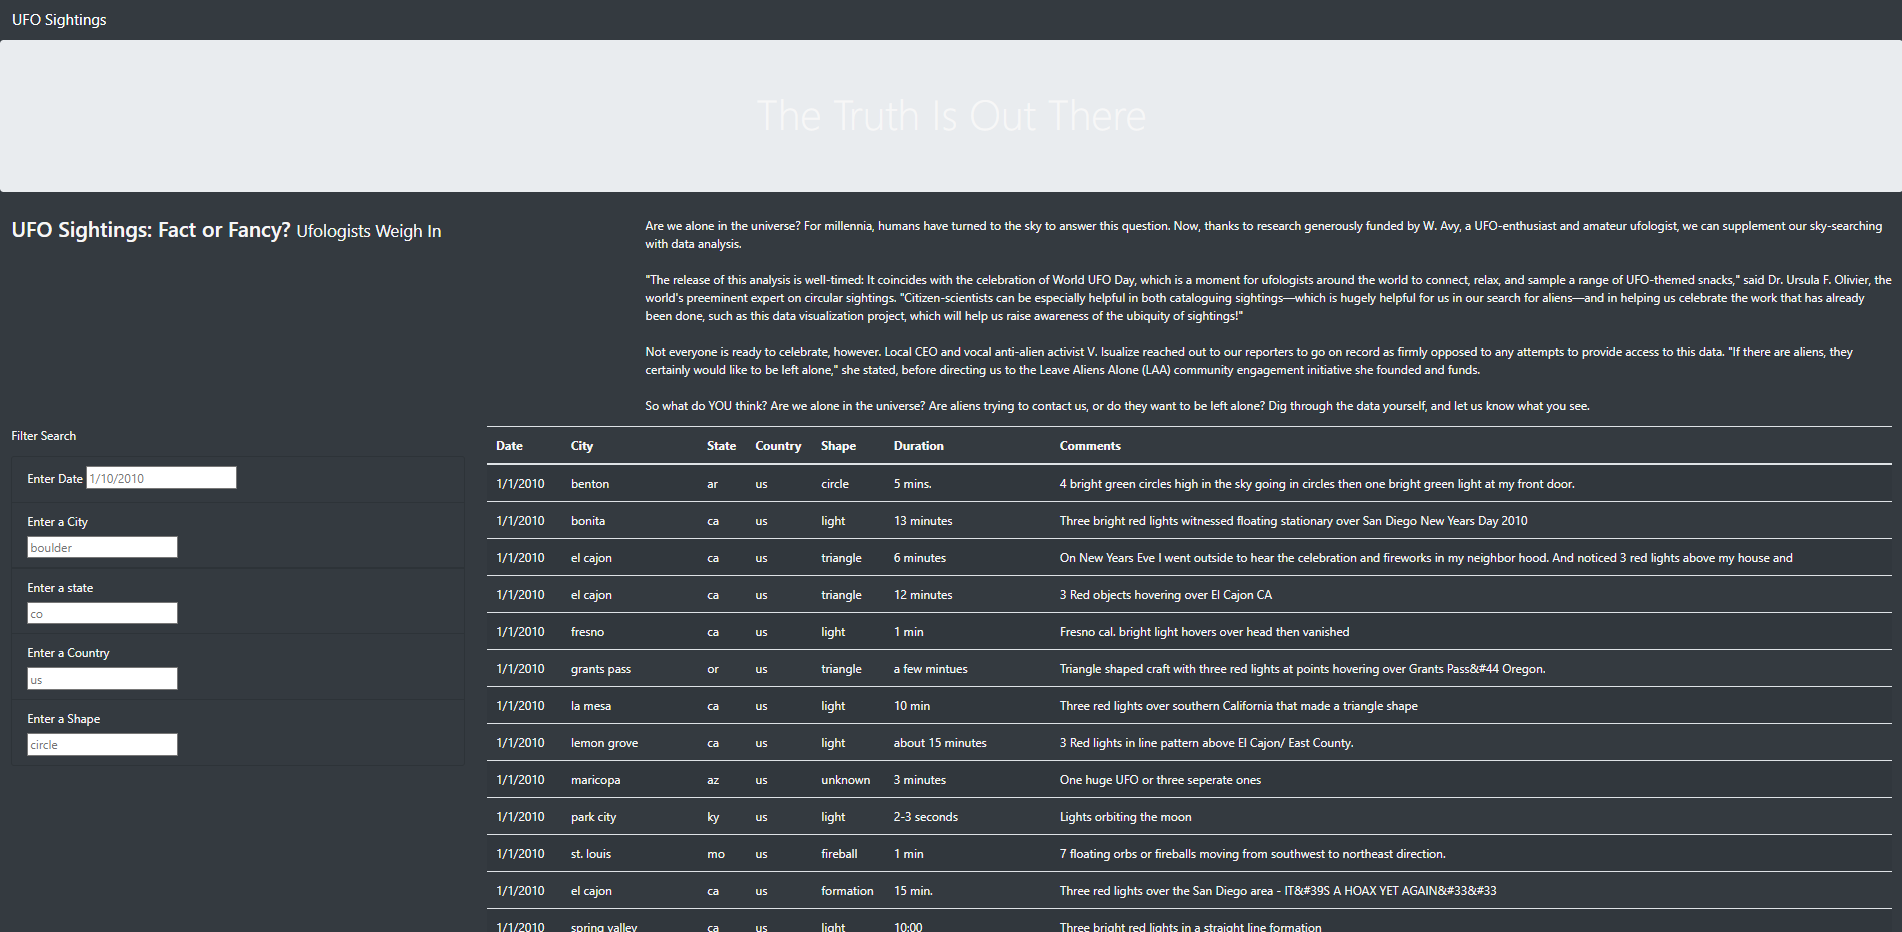 UFO Sightings
The Truth Is Out There
UFO Sightings: Fact or Fancy? Ufologists Weigh In
Are we alone in the universe? For millennia, humans have turned to the sky to answer this question. Now, thanks to research generously funded by W. Avy, a UFO-enthusiast and amateur ufologist, we can supplement our sky-searching
with data analysis.
"The release of this analysis is well-timed: It coincides with the celebration of World UFO Day, which is a moment for ufologists around the world to connect, relax, and sample a range of UFO-themed snacks," said Dr. Ursula F. Olivier, the
world's preeminent expert on circular sightings. "Citizen-scientists can be especially helpful in both cataloguing sightings—which is hugely helpful for us in our search for aliens—and in helping us celebrate the work that has already
been done, such as this data visualization project, which will help us raise awareness of the ubiquity of sightings!"
Not everyone is ready to celebrate, however. Local CEO and vocal anti-alien activist V. Isualize reached out to our reporters to go on record as firmly opposed to any attempts to provide access to this data. "If there are aliens, they
certainly would like to be left alone," she stated, before directing us to the Leave Aliens Alone (LAA) community engagement initiative she founded and funds.
So what do YOU think? Are we alone in the universe? Are aliens trying to contact us, or do they want to be left alone? Dig through the data yourself, and let us know what you see.
Filter Search
Enter Date 1/10/2010
Enter a City
boulder
Enter a state
co
Enter a Country
us
Enter a Shape
circle
Date City State Country Shape Duration Comments
1/1/2010 benton ar us circle 5 mins. 4 bright green circles high in the sky going in circles then one bright green light at my front door.
1/1/2010 bonita ca us light 13 minutes Three bright red lights witnessed floating stationary over San Diego New Years Day 2010
1/1/2010 el cajon ca us triangle 6 minutes On New Years Eve I went outside to hear the celebration and fireworks in my neighbor hood. And noticed 3 red lights above my house and
1/1/2010 el cajon ca us triangle 12 minutes 3 Red objects hovering over El Cajon CA
1/1/2010 fresno ca us light 1 min Fresno cal. bright light hovers over head then vanished
1/1/2010 grants pass or us triangle a few mintues Triangle shaped craft with three red lights at points hovering over Grants Pass&#44 Oregon.
1/1/2010 la mesa ca us light 10 min Three red lights over southern California that made a triangle shape
1/1/2010 lemon grove ca us light about 15 minutes 3 Red lights in line pattern above El Cajon/ East County.
1/1/2010 maricopa az us unknown 3 minutes One huge UFO or three seperate ones
1/1/2010 park city ky us light 2-3 seconds Lights orbiting the moon
1/1/2010 st. louis mo us fireball 1 min 7 floating orbs or fireballs moving from southwest to northeast direction.
1/1/2010 el cajon ca us formation 15 min. Three red lights over the San Diego area - IT&#39S A HOAX YET AGAIN&#33&#33
1/1/2010 spring valley ca us light 10:00 Three bright red lights in a straight line formation